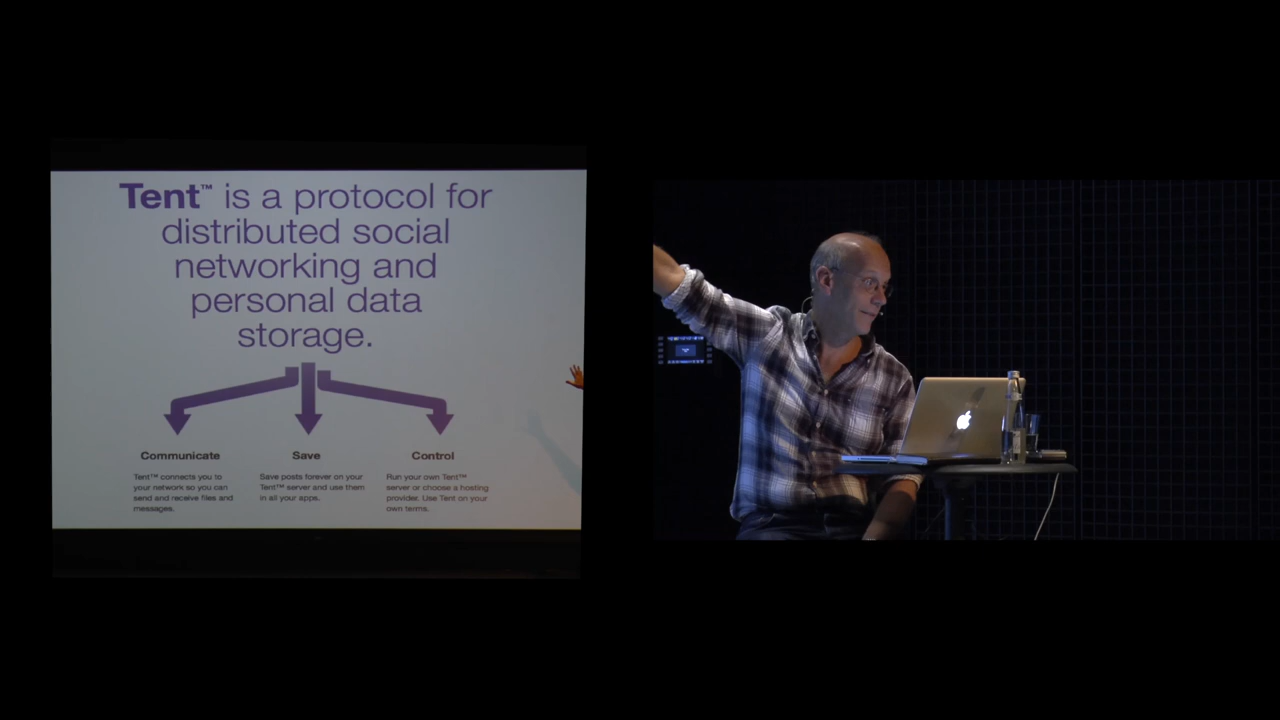 Tent™ is a protocol for
distributed social
networking and
personal data
storage.
Communicate
Tent™ connects you to
your network so you can
send and receive files and
messages.
Save
Save posts forever on your
Tent™ server and use them
in all your apps.
Control
Run your own Tent™
server or choose a hosting
provider. Use Tent on your
own terms.